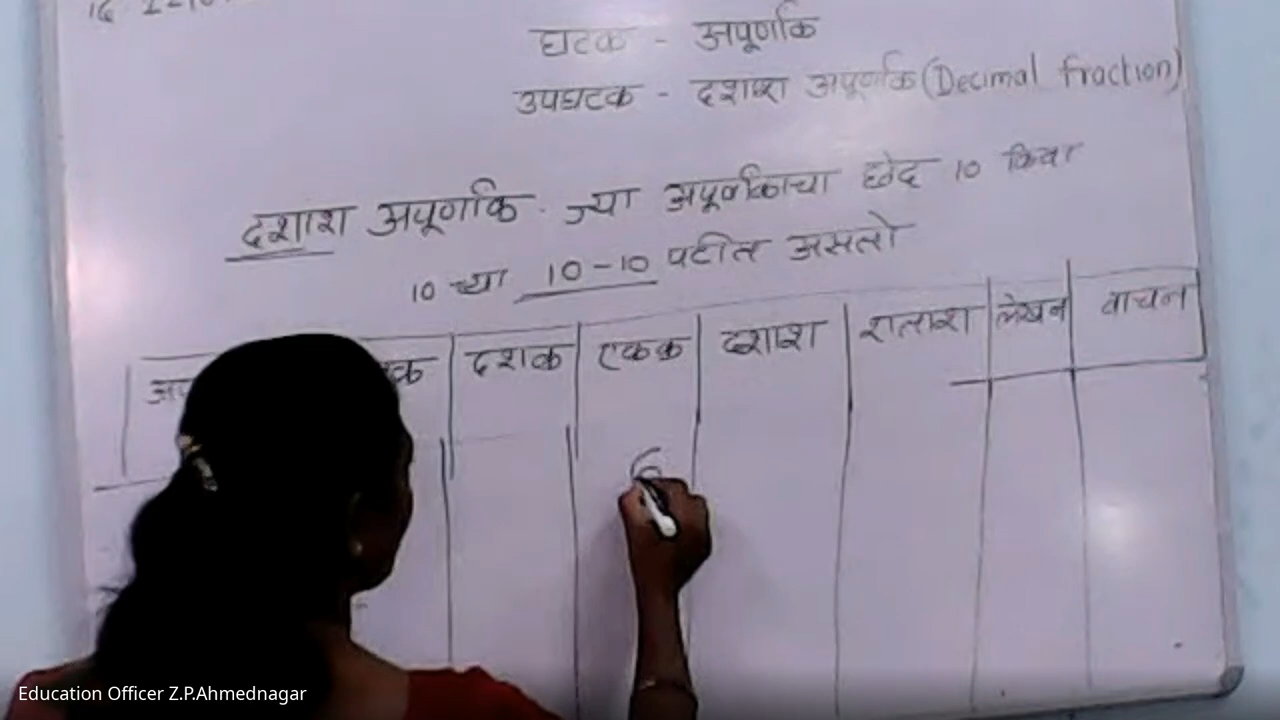 घटक - अपूर्णांक
उपघटक - दशांश अपूर्णांक (Decimal fraction)
दशांश अपूर्णांक - ज्या अपूर्णांकाचा छेद 10 किंवा
10 च्या 10-10 पटीत असतो
दशक एकक दशांश शतांश लेखन वाचन
Education Officer Z.P.Ahmednagar